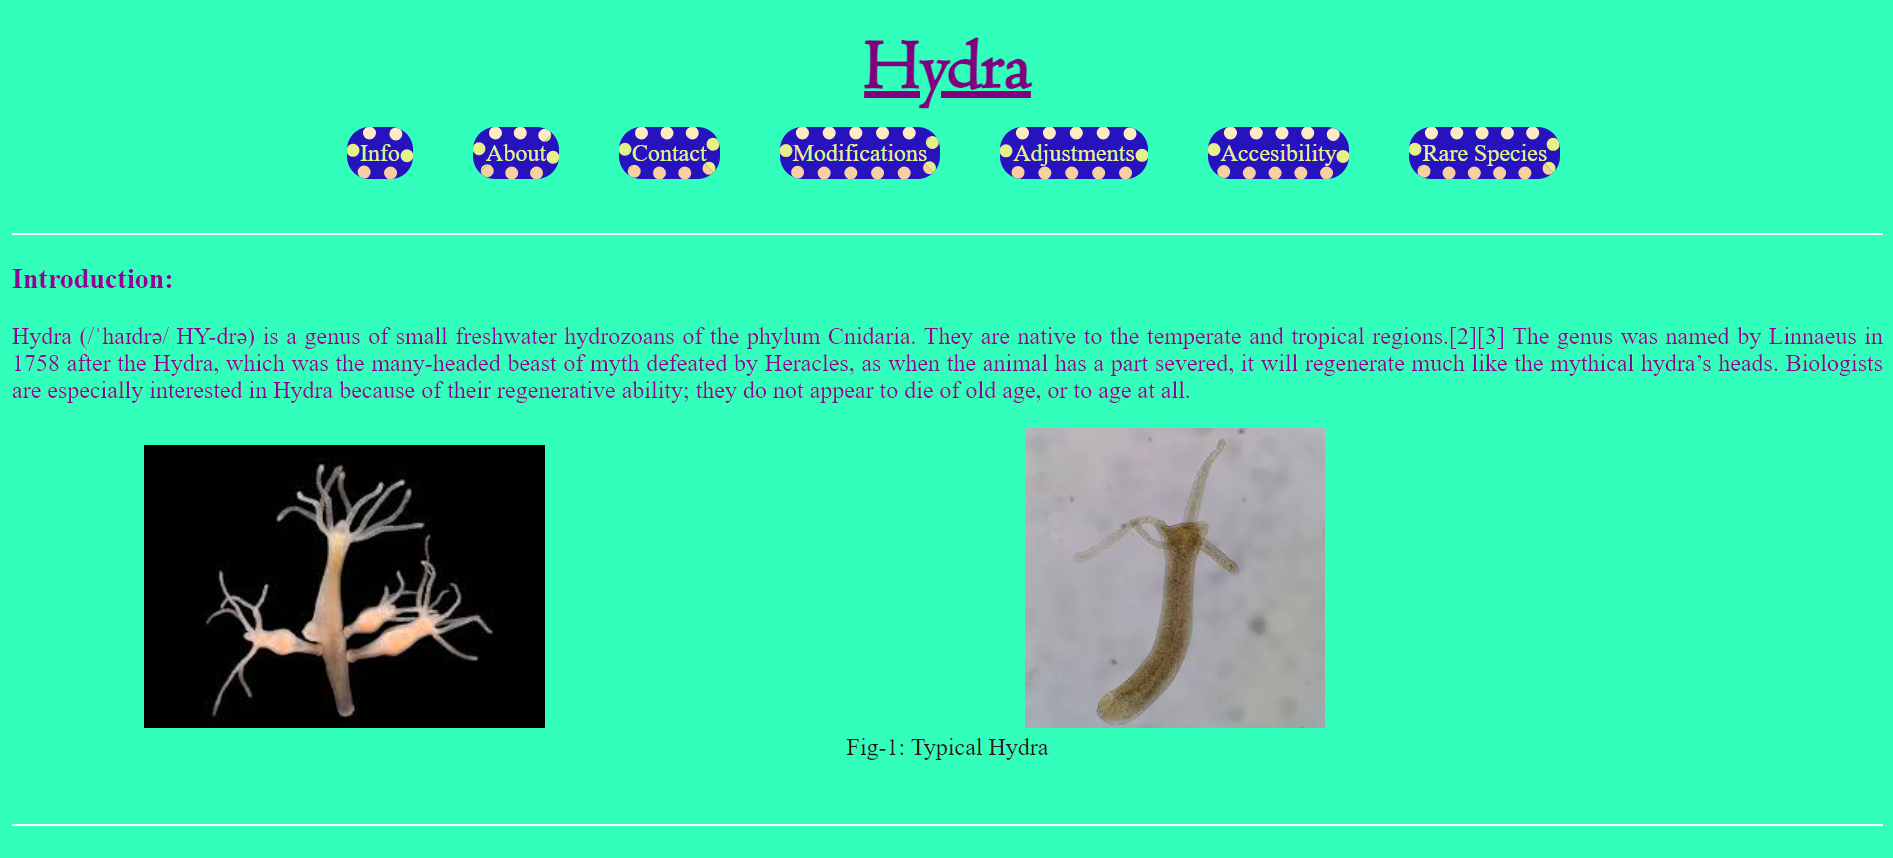 Hydra
Info About Contact Modifications Adjustments Accesibility Rare Species
Introduction:
Hydra (/ˈhaɪdrə/ HY-drə) is a genus of small freshwater hydrozoans of the phylum Cnidaria. They are native to the temperate and tropical regions.[2][3] The genus was named by Linnaeus in
1758 after the Hydra, which was the many-headed beast of myth defeated by Heracles, as when the animal has a part severed, it will regenerate much like the mythical hydra’s heads. Biologists
are especially interested in Hydra because of their regenerative ability; they do not appear to die of old age, or to age at all.
Fig-1: Typical Hydra